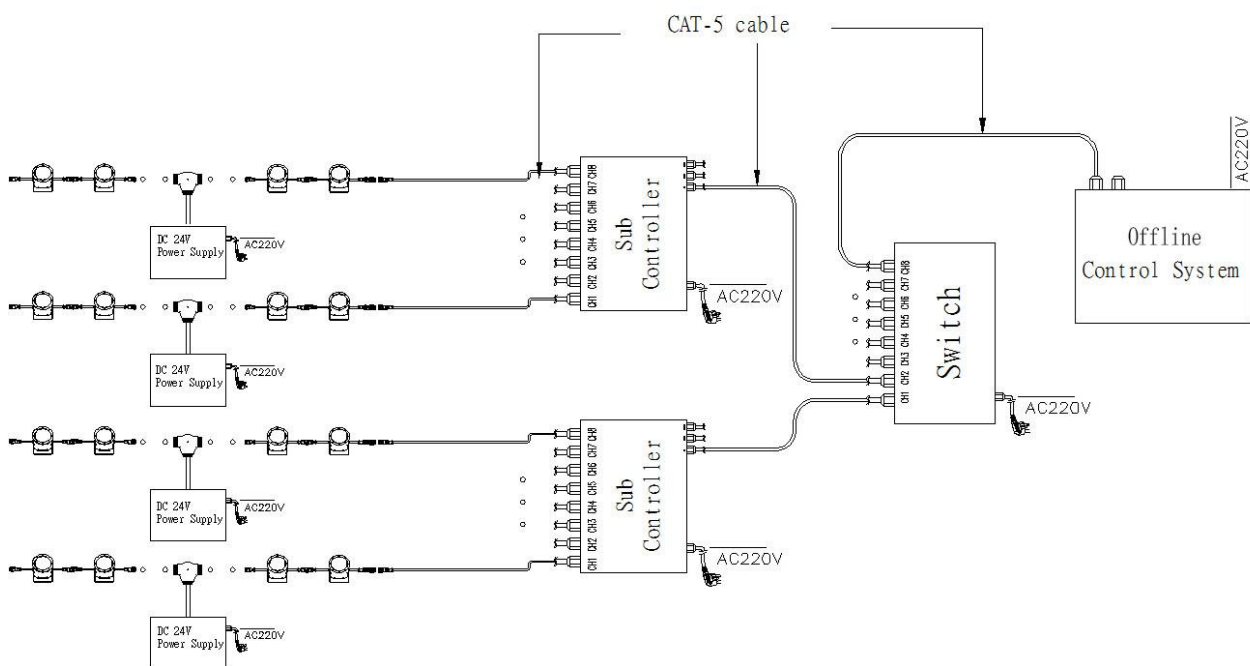 CAT-5 cable
AC220V
Offline
Control System
CH8
CH7
CH6
CH5
CH4
CH3
CH2
CH1
Sub
Controller
AC220V
DC 24V
Power Supply
AC220V
DC 24V
Power Supply
AC220V
CH8
CH7
CH6
CH5
CH4
CH3
CH2
CH1
Switch
AC220V
CH8
CH7
CH6
CH5
CH4
CH3
CH2
CH1
Sub
Controller
AC220V
DC 24V
Power Supply
AC220V
DC 24V
Power Supply
AC220V